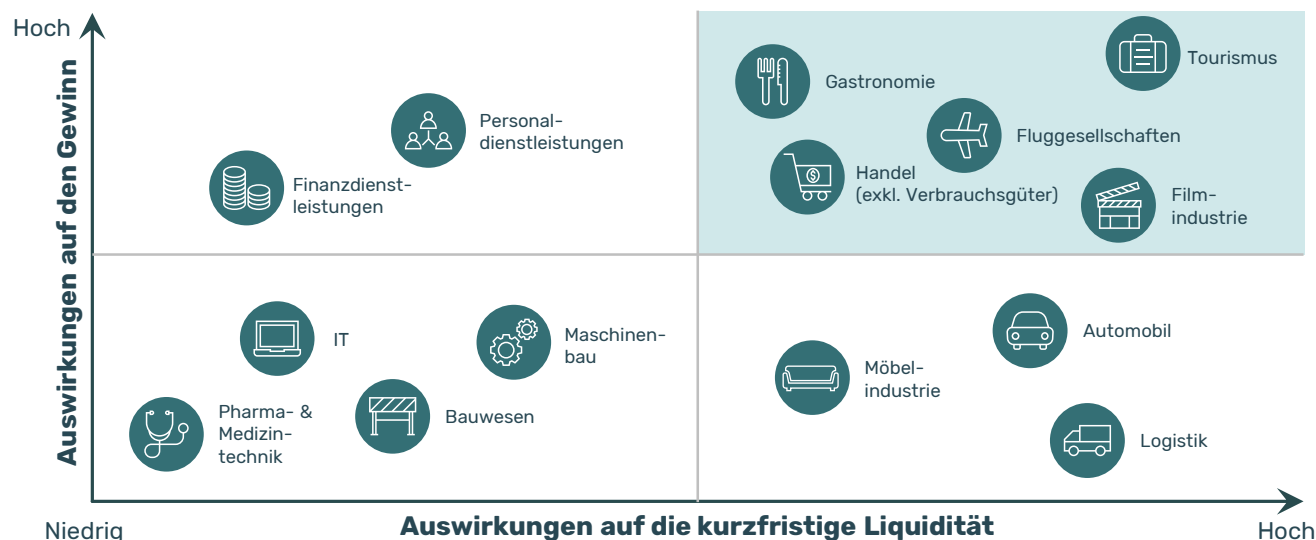 Hoch
Auswirkungen auf den Gewinn
Personal-
dienstleistungen
Finanzdienst-
leistungen
Gastronomie
Tourismus
Fluggesellschaften
Handel
(exkl. Verbrauchsgüter)
Film-
industrie
IT
Maschinen-
bau
Pharma- &
Medizin-
technik
Bauwesen
Möbel-
industrie
Automobil
Logistik
Niedrig
Auswirkungen auf die kurzfristige Liquidität
Hoch